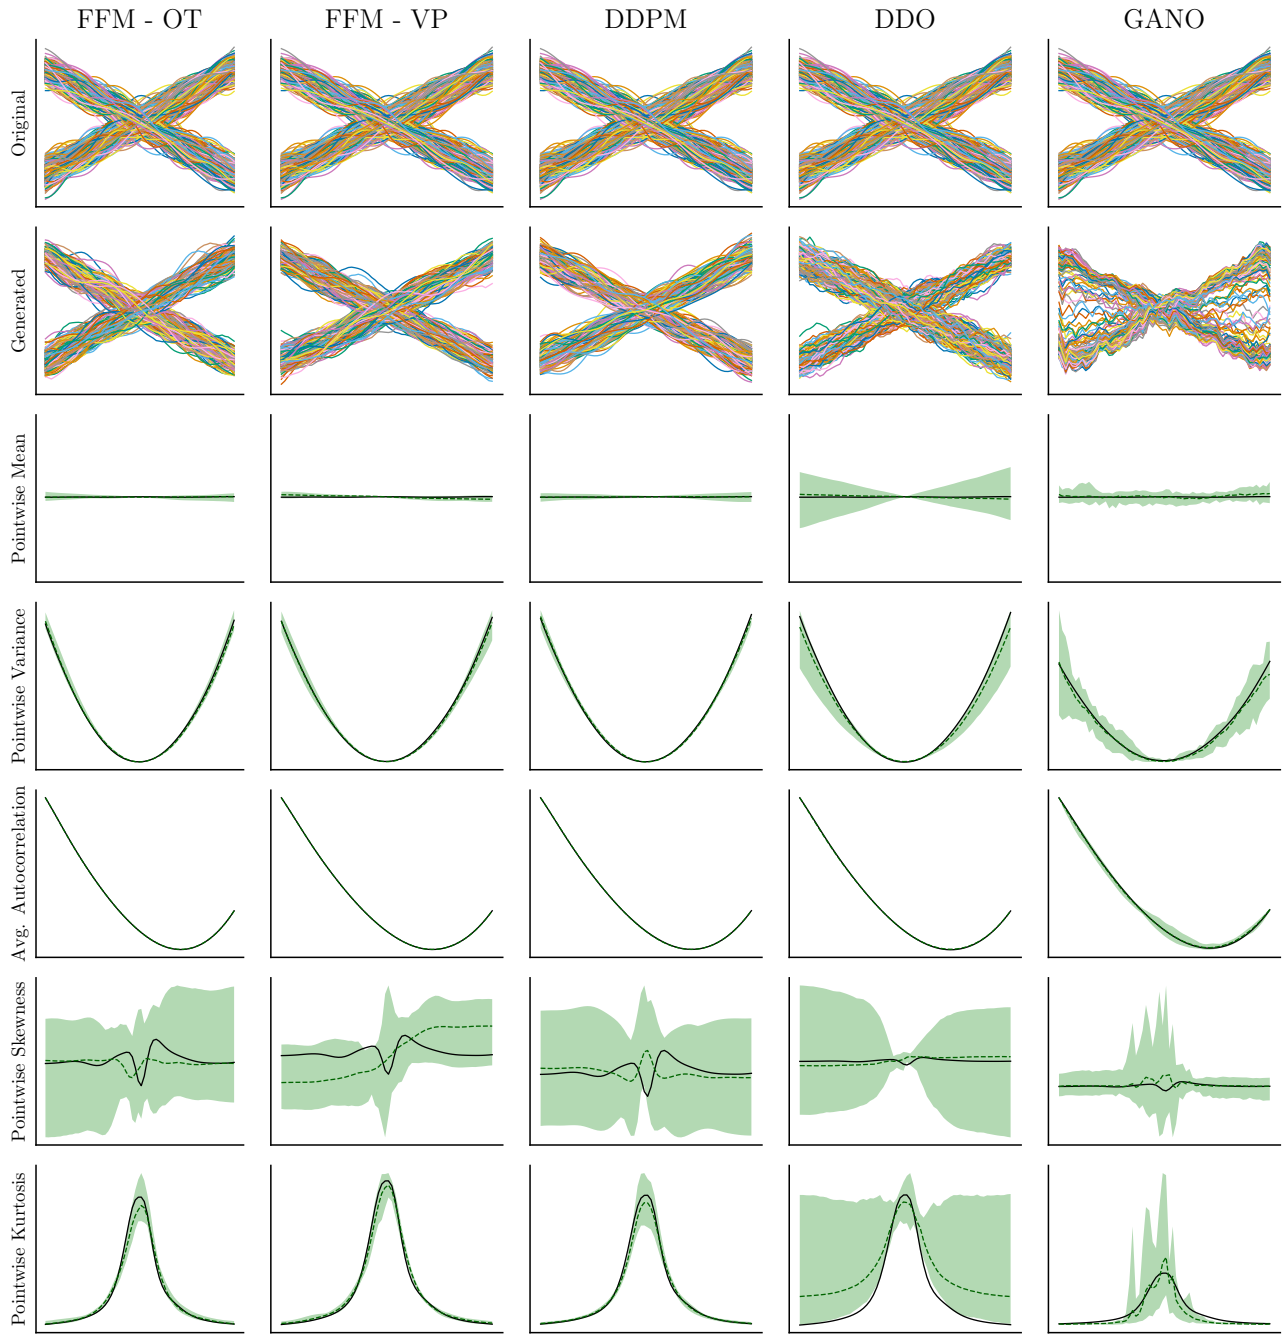 FFM - OT
FFM - VP
DDPM
DDO
GANO
Original
Generated
Pointwise Mean
Pointwise Variance
Avg. Autocorrelation
Pointwise Skewness
Pointwise Kurtosis